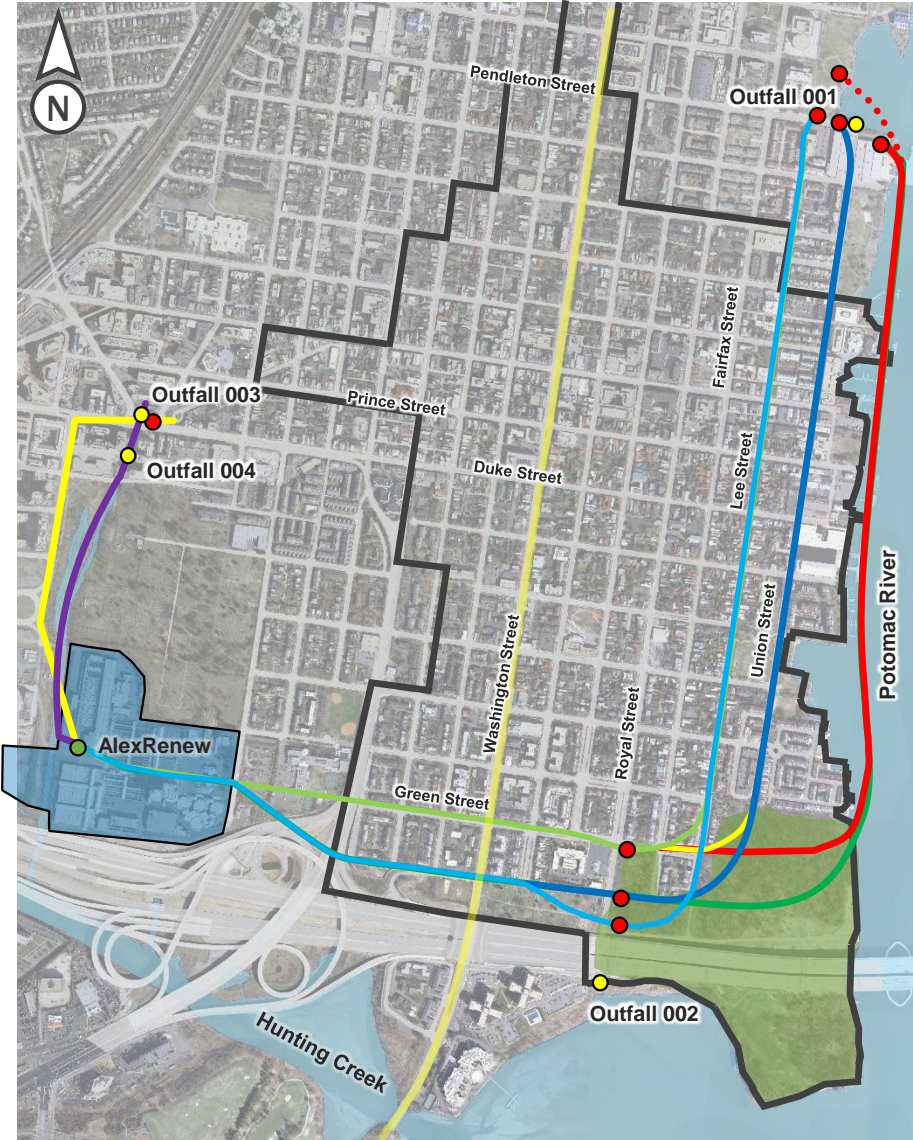 Pendleton Street
Outfall 001
N
Fairfax Street
Outfall 003
Prince Street
Lee Street
Duke Street
Outfall 004
Potomac River
Union Street
Washington Street
Royal Street
AlexRenew
Green Street
Outfall 002
Hunting Creek